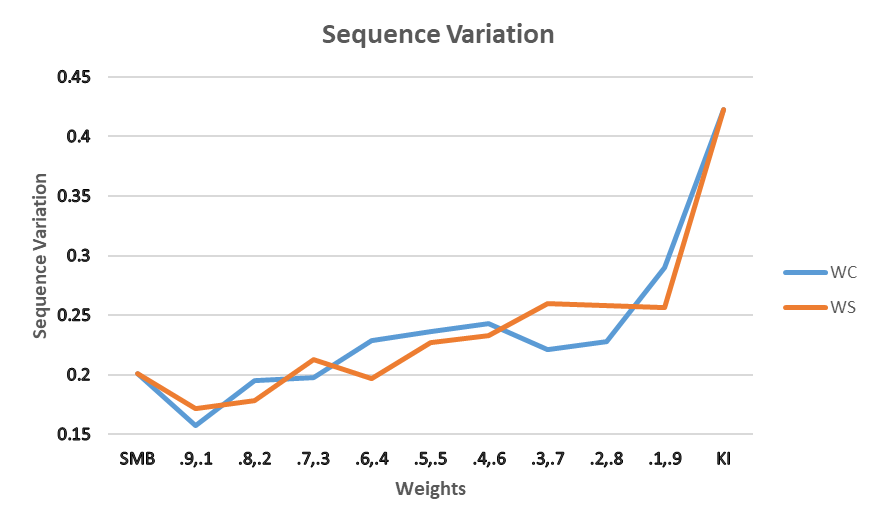 Sequence Variation
0.45
0.4
0.35
0.3
0.25
0.2
0.15
Sequence Variation
SMB .9,.1 .8,.2 .7,.3 .6,.4 .5,.5 .4,.6 .3,.7 .2,.8 .1,.9 KI
Weights
WC
WS